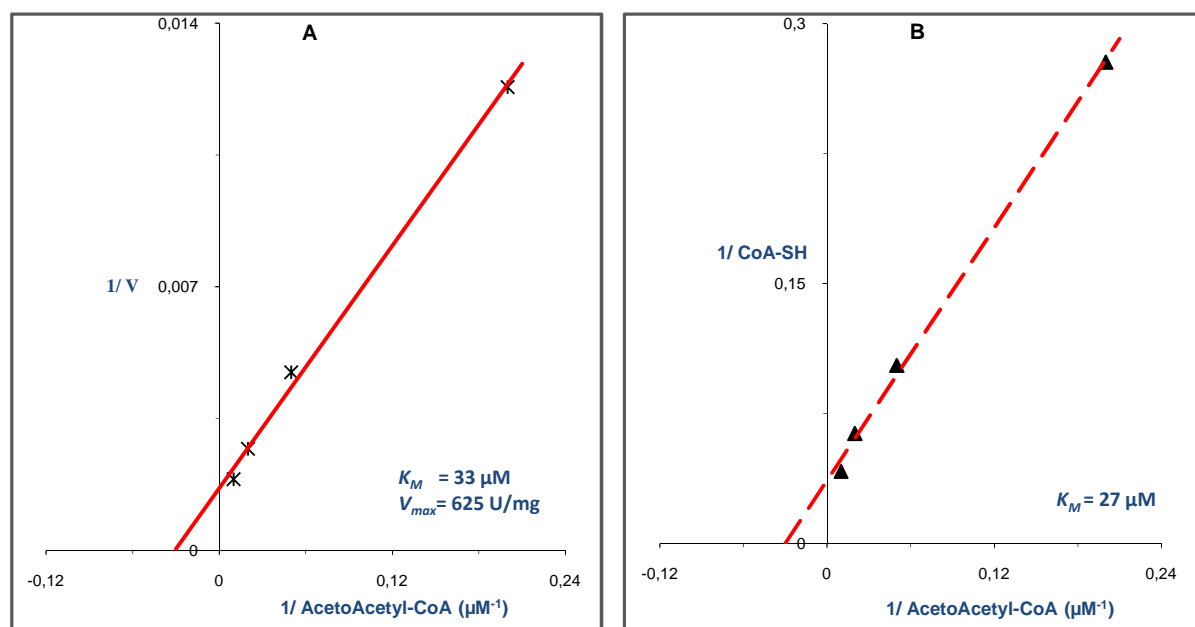 A
0,014
1/ V
0,007
K_M = 33 µM
V_max= 625 U/mg
0
-0,12
0
0,12
0,24
1/ AcetoAcetyl-CoA (µM⁻¹)
B
0,3
1/ CoA-SH
0,15
K_M = 27 µM
0
-0,12
0
0,12
0,24
1/ AcetoAcetyl-CoA (µM⁻¹)